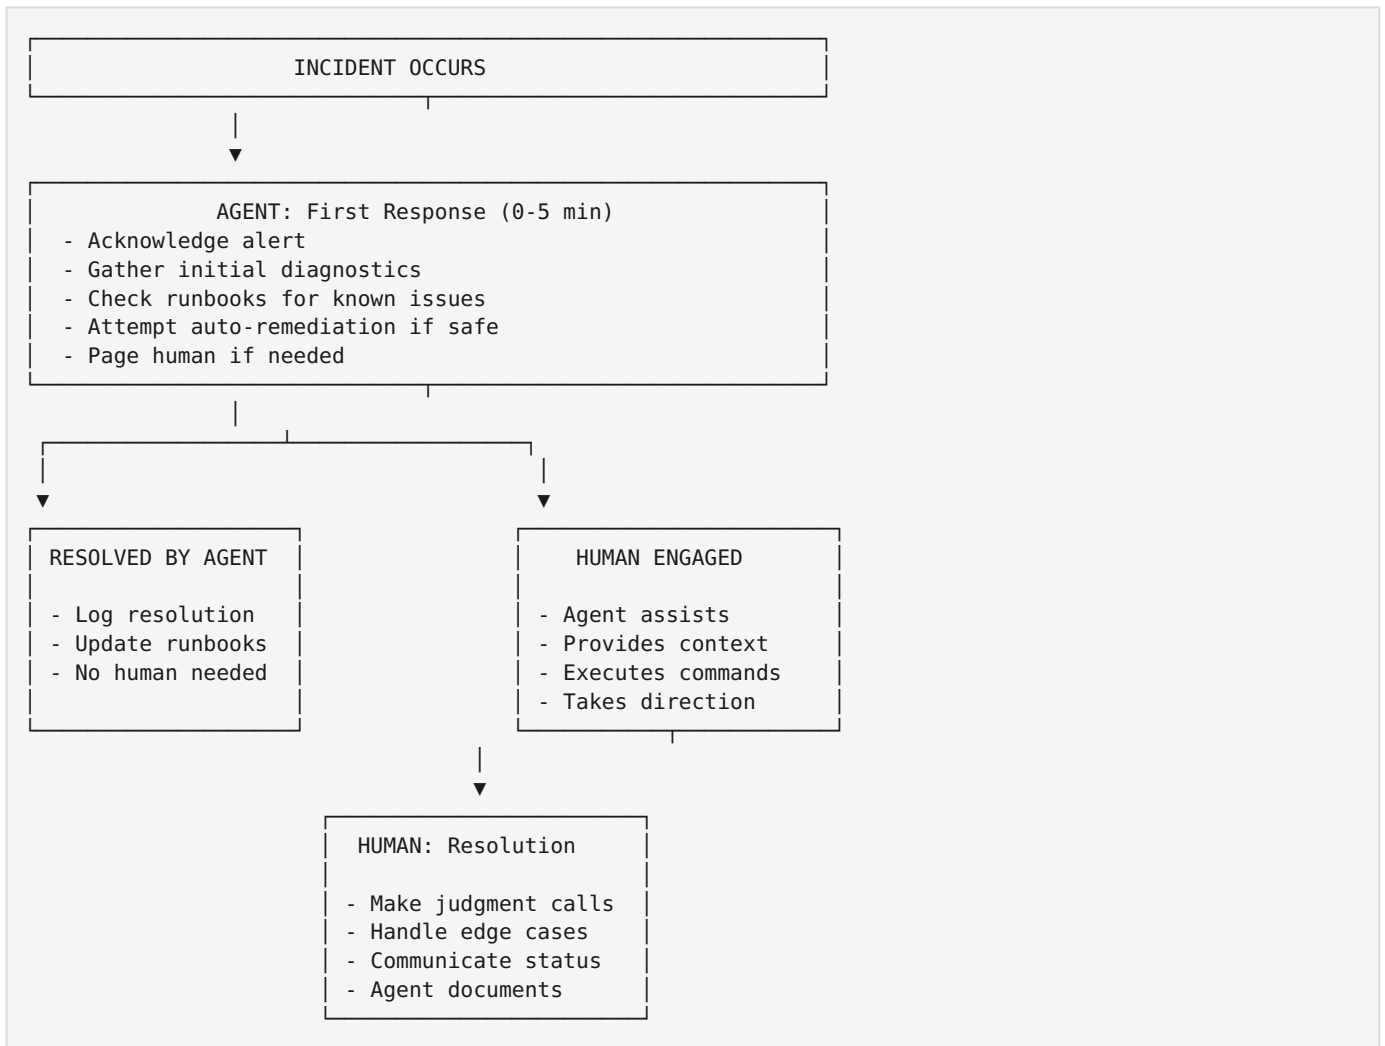 INCIDENT OCCURS
AGENT: First Response (0-5 min)
- Acknowledge alert
- Gather initial diagnostics
- Check runbooks for known issues
- Attempt auto-remediation if safe
- Page human if needed
RESOLVED BY AGENT
- Log resolution
- Update runbooks
- No human needed
HUMAN ENGAGED
- Agent assists
- Provides context
- Executes commands
- Takes direction
HUMAN: Resolution
- Make judgment calls
- Handle edge cases
- Communicate status
- Agent documents